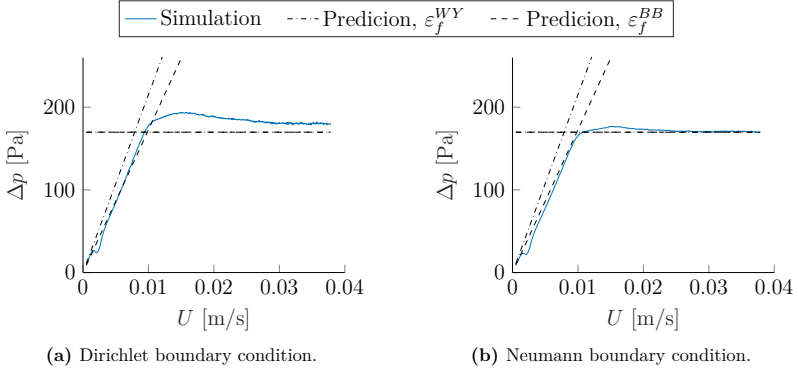 Simulation Predicion, ε_f^{WY} Predicion, ε_f^{BB}
200
100
0
Δp [Pa]
0 0.01 0.02 0.03 0.04
U [m/s]
(a) Dirichlet boundary condition.
200
100
0
Δp [Pa]
0 0.01 0.02 0.03 0.04
U [m/s]
(b) Neumann boundary condition.